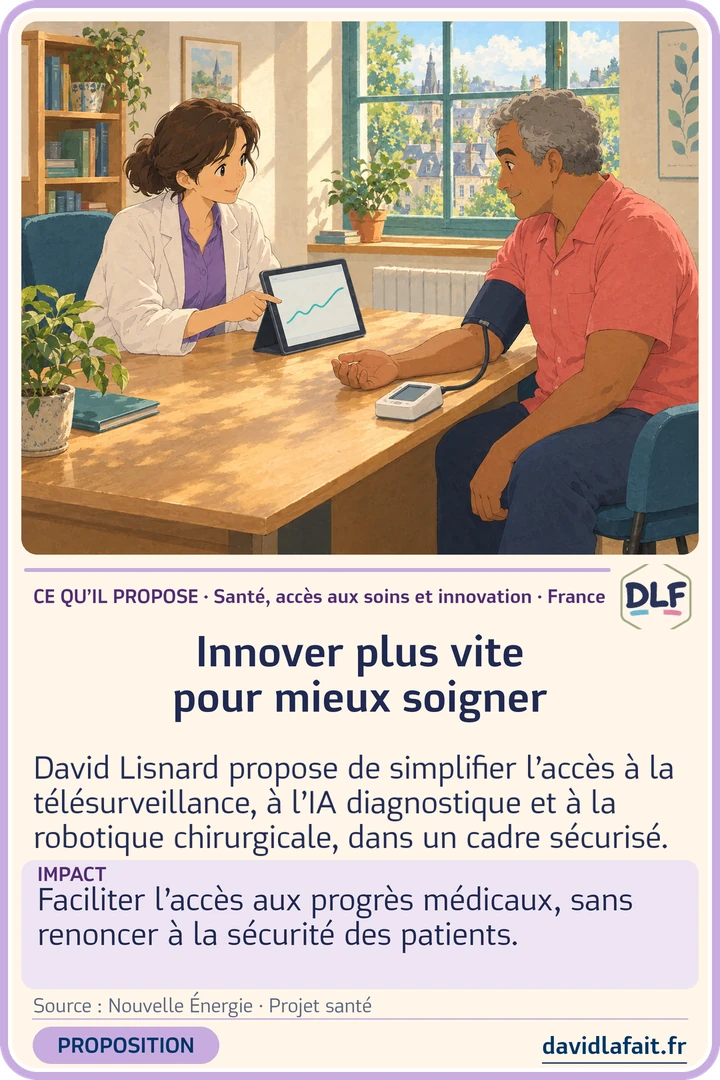 CE QU'IL PROPOSE · Santé, accès aux soins et innovation · France
DLF
Innover plus vite
pour mieux soigner
David Lisnard propose de simplifier l'accès à la
télésurveillance, à l'IA diagnostique et à la
robotique chirurgicale, dans un cadre sécurisé.
IMPACT
Faciliter l'accès aux progrès médicaux, sans
renoncer à la sécurité des patients.
Source : Nouvelle Énergie · Projet santé
PROPOSITION
davidlafait.fr